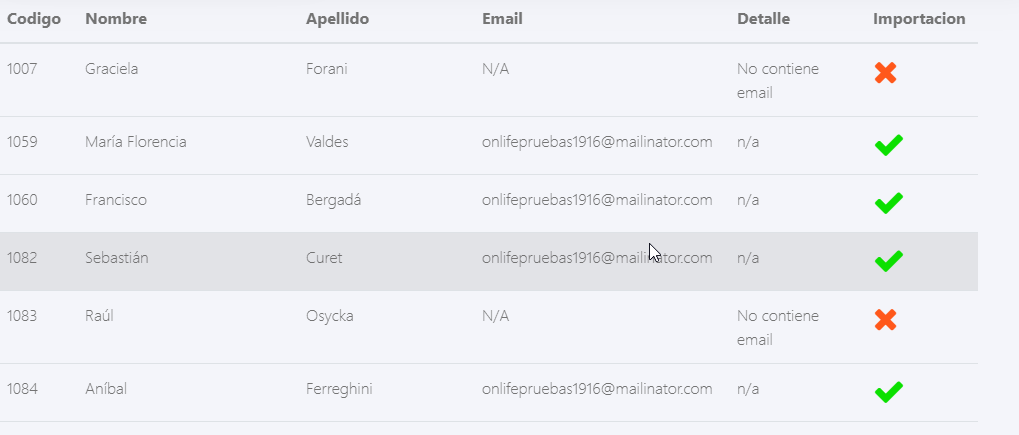 Codigo Nombre Apellido Email Detalle Importacion
1007 Graciela Forani N/A No contiene
email
1059 María Florencia Valdes onlifepruebas1916@mailinator.com n/a
1060 Francisco Bergadá onlifepruebas1916@mailinator.com n/a
1082 Sebastián Curet onlifepruebas1916@mailinator.com n/a
1083 Raúl Osycka N/A No contiene
email
1084 Aníbal Ferreghini onlifepruebas1916@mailinator.com n/a